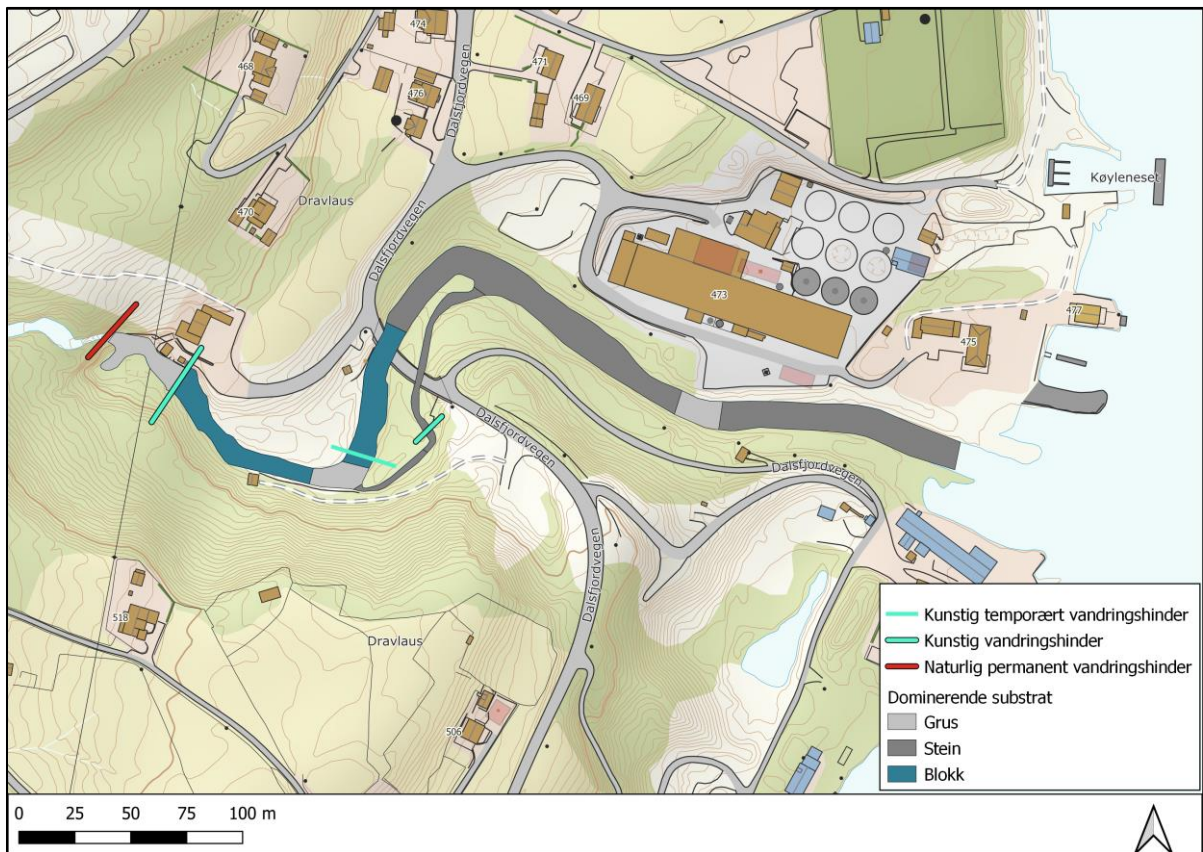 474
468
471
476
469
Dalsfjordvegen
Køyleneset
470
Dravlaus
Dalsfjordvegen
473
477
475
Dalsfjordvegen
Dalsfjordvegen
Dalsfjordvegen
518
Dravlaus
506
Kunstig temporært vandringshinder
Kunstig vandringshinder
Naturlig permanent vandringshinder
Dominerende substrat
Grus
Stein
Blokk
0 25 50 75 100 m